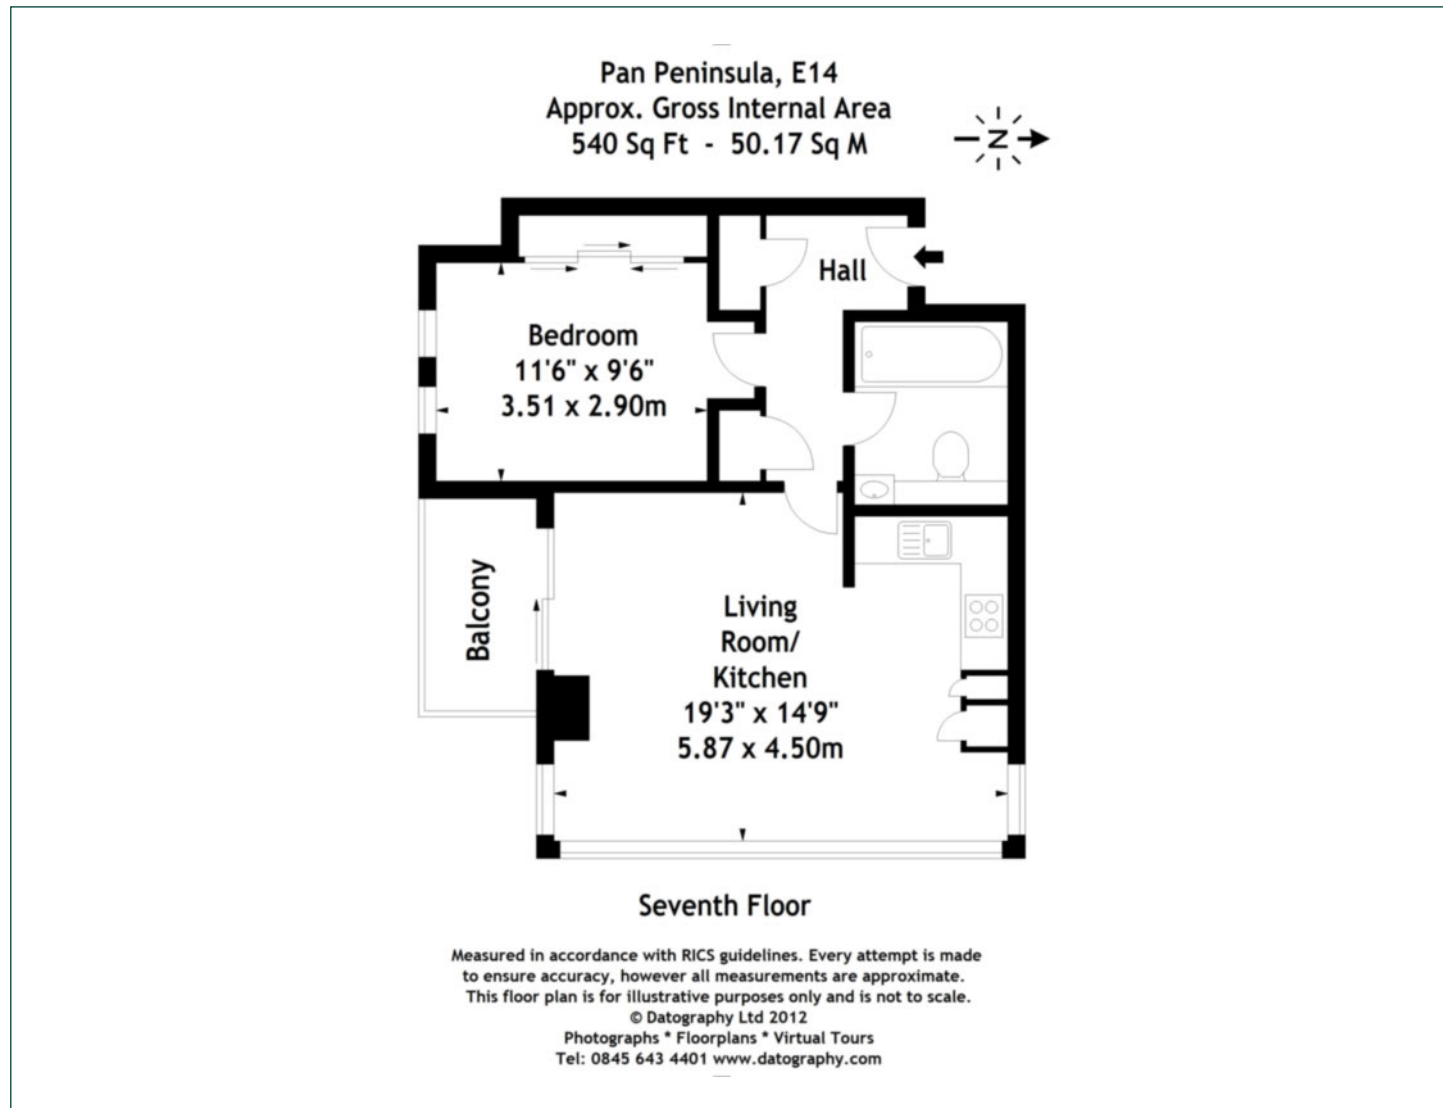 Pan Peninsula, E14
Approx. Gross Internal Area
540 Sq Ft - 50.17 Sq M
N
Hall
Bedroom
11'6" x 9'6"
3.51 x 2.90m
Balcony
Living
Room/
Kitchen
19'3" x 14'9"
5.87 x 4.50m
Seventh Floor
Measured in accordance with RICS guidelines. Every attempt is made
to ensure accuracy, however all measurements are approximate.
This floor plan is for illustrative purposes only and is not to scale.
© Datography Ltd 2012
Photographs * Floorplans * Virtual Tours
Tel: 0845 643 4401 www.datography.com